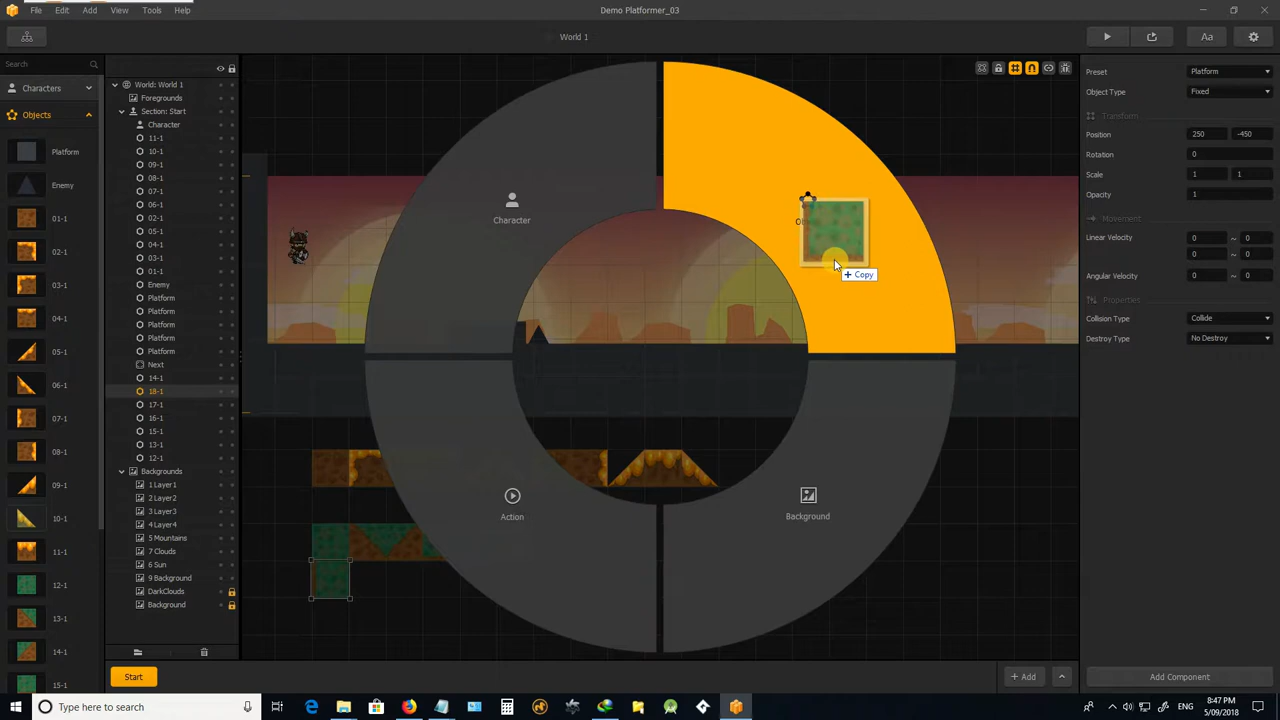 File Edit Add View Tools Help
Demo Platformer_03
World 1
Aa
Search
Characters
Objects
Platform
Enemy
01-1
02-1
03-1
04-1
05-1
06-1
07-1
08-1
09-1
10-1
11-1
12-1
13-1
14-1
15-1
World: World 1
Foregrounds
Section: Start
Character
11-1
10-1
09-1
08-1
07-1
06-1
02-1
05-1
04-1
03-1
01-1
Enemy
Platform
Platform
Platform
Platform
Platform
Next
14-1
18-1
17-1
16-1
15-1
13-1
12-1
Backgrounds
1 Layer1
2 Layer2
3 Layer3
4 Layer4
5 Mountains
7 Clouds
6 Sun
9 Background
DarkClouds
Background
Character
Copy
Action
Background
Preset Platform
Object Type Fixed
Transform
Position 250 -450
Rotation 0
Scale 1 1
Opacity 1
Movement
Linear Velocity 0 ~ 0
0 ~ 0
Angular Velocity 0 ~ 0
Properties
Collision Type Collide
Destroy Type No Destroy
Start
+ Add
Add Component
Type here to search
ENG
8:47 PM
5/09/2018